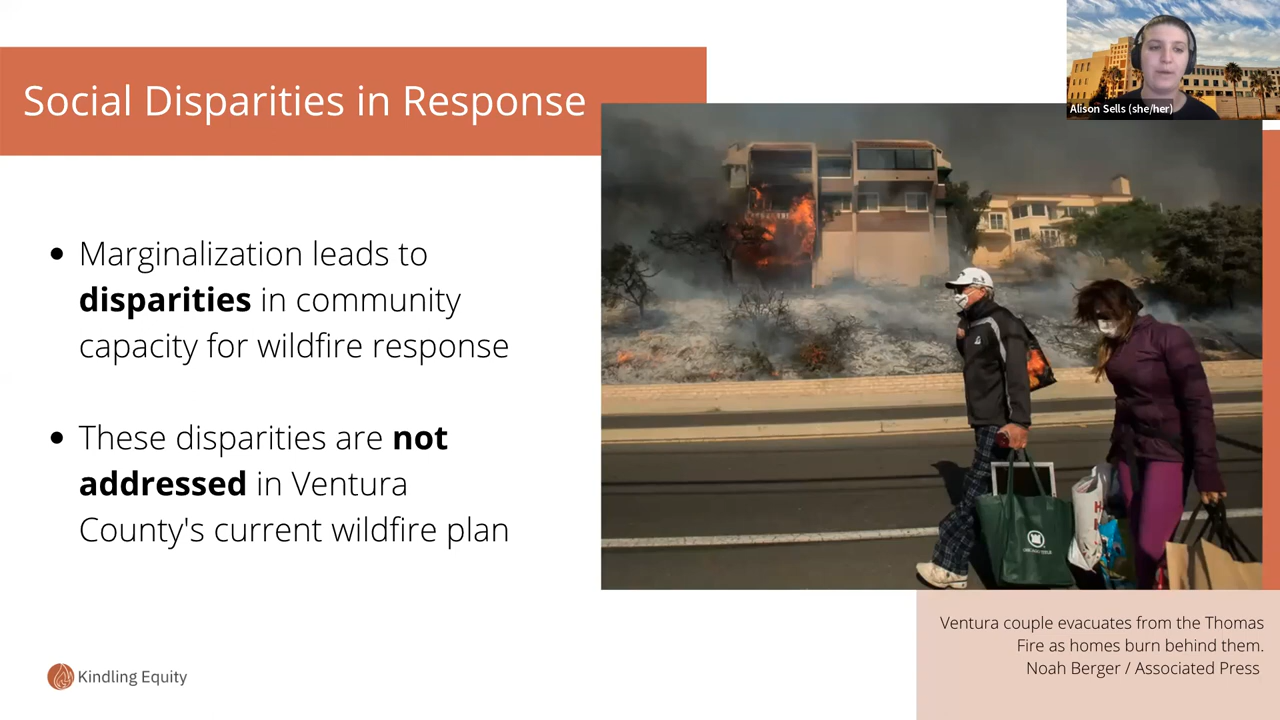 Alison Sells (she/her)
Social Disparities in Response
• Marginalization leads to
disparities in community
capacity for wildfire response
• These disparities are not
addressed in Ventura
County's current wildfire plan
CHICAGO TITLE
Ventura couple evacuates from the Thomas
Fire as homes burn behind them.
Noah Berger / Associated Press
Kindling Equity